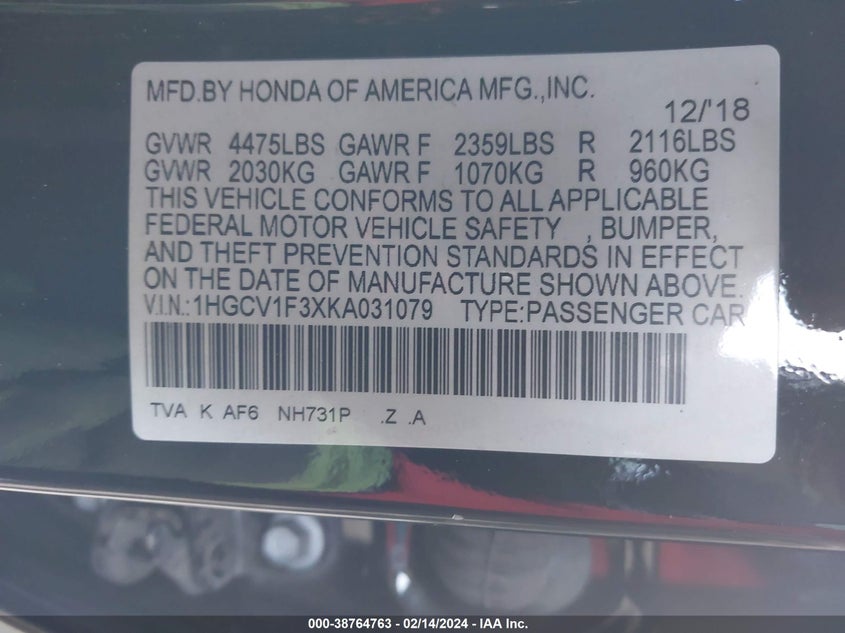 MFD.BY HONDA OF AMERICA MFG.,INC.
12/'18
GVWR 4475LBS GAWR F 2359LBS R 2116LBS
GVWR 2030KG GAWR F 1070KG R 960KG
THIS VEHICLE CONFORMS TO ALL APPLICABLE
FEDERAL MOTOR VEHICLE SAFETY , BUMPER,
AND THEFT PREVENTION STANDARDS IN EFFECT
ON THE DATE OF MANUFACTURE SHOWN ABOVE.
V.I.N.:1HGCV1F3XKA031079 TYPE:PASSENGER CAR
TVA K AF6 NH731P .Z .A
000-38764763 - 02/14/2024 - IAA Inc.